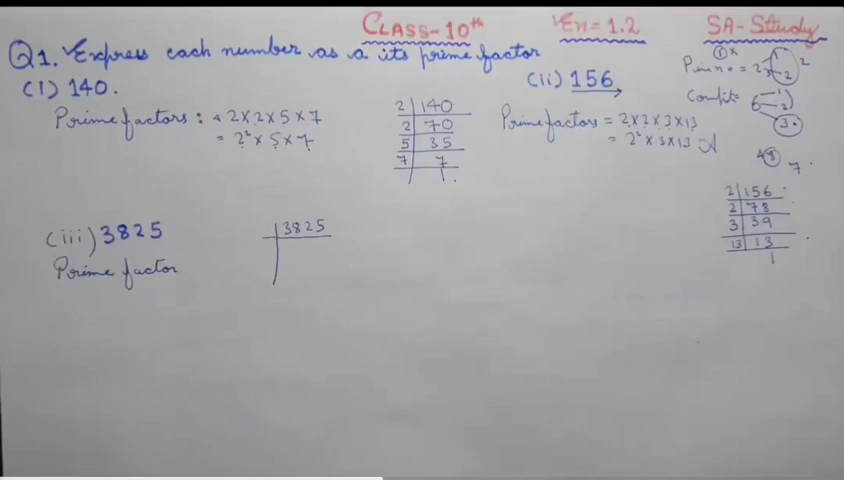 CLASS-10th Ex=1.2 SA-Study
Q1. Express each number as a its prime factor
(I) 140.
Prime factors : 2×2×5×7
= 2²×5×7
2 | 140
2 | 70
5 | 35
7 | 7
1.
(ii) 156
Prime factors = 2×2×3×13
= 2²×3×13
2 | 156
2 | 78
3 | 39
13 | 13
1
(iii) 3825
Prime factor
3825